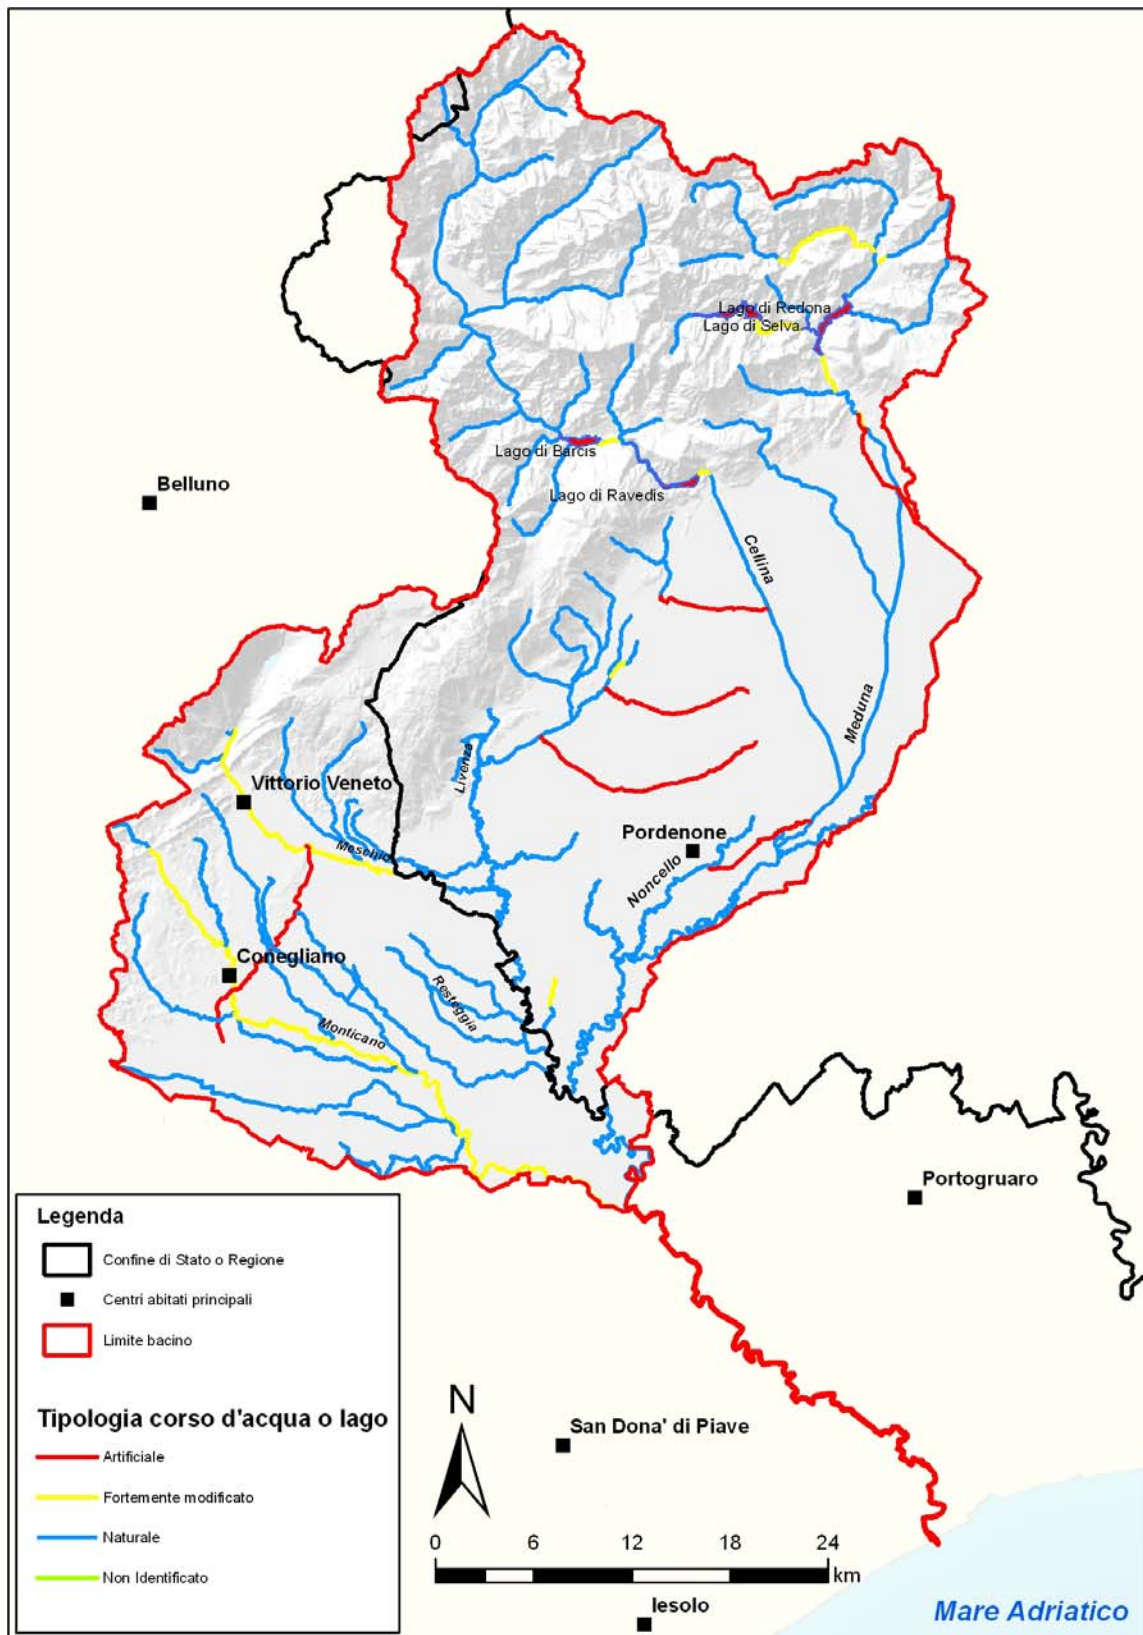 Lago di Redona
Lago di Selva
Lago di Barcis
Lago di Ravedis
Belluno
Cellina
Meduna
Livenza
Vittorio Veneto
Pordenone
Meschio
Noncello
Conegliano
Resteggia
Monticano
Portogruaro
Legenda
Confine di Stato o Regione
Centri abitati principali
Limite bacino
Tipologia corso d'acqua o lago
Artificiale
Fortemente modificato
Naturale
Non Identificato
N
San Dona' di Piave
0 6 12 18 24
km
Iesolo
Mare Adriatico